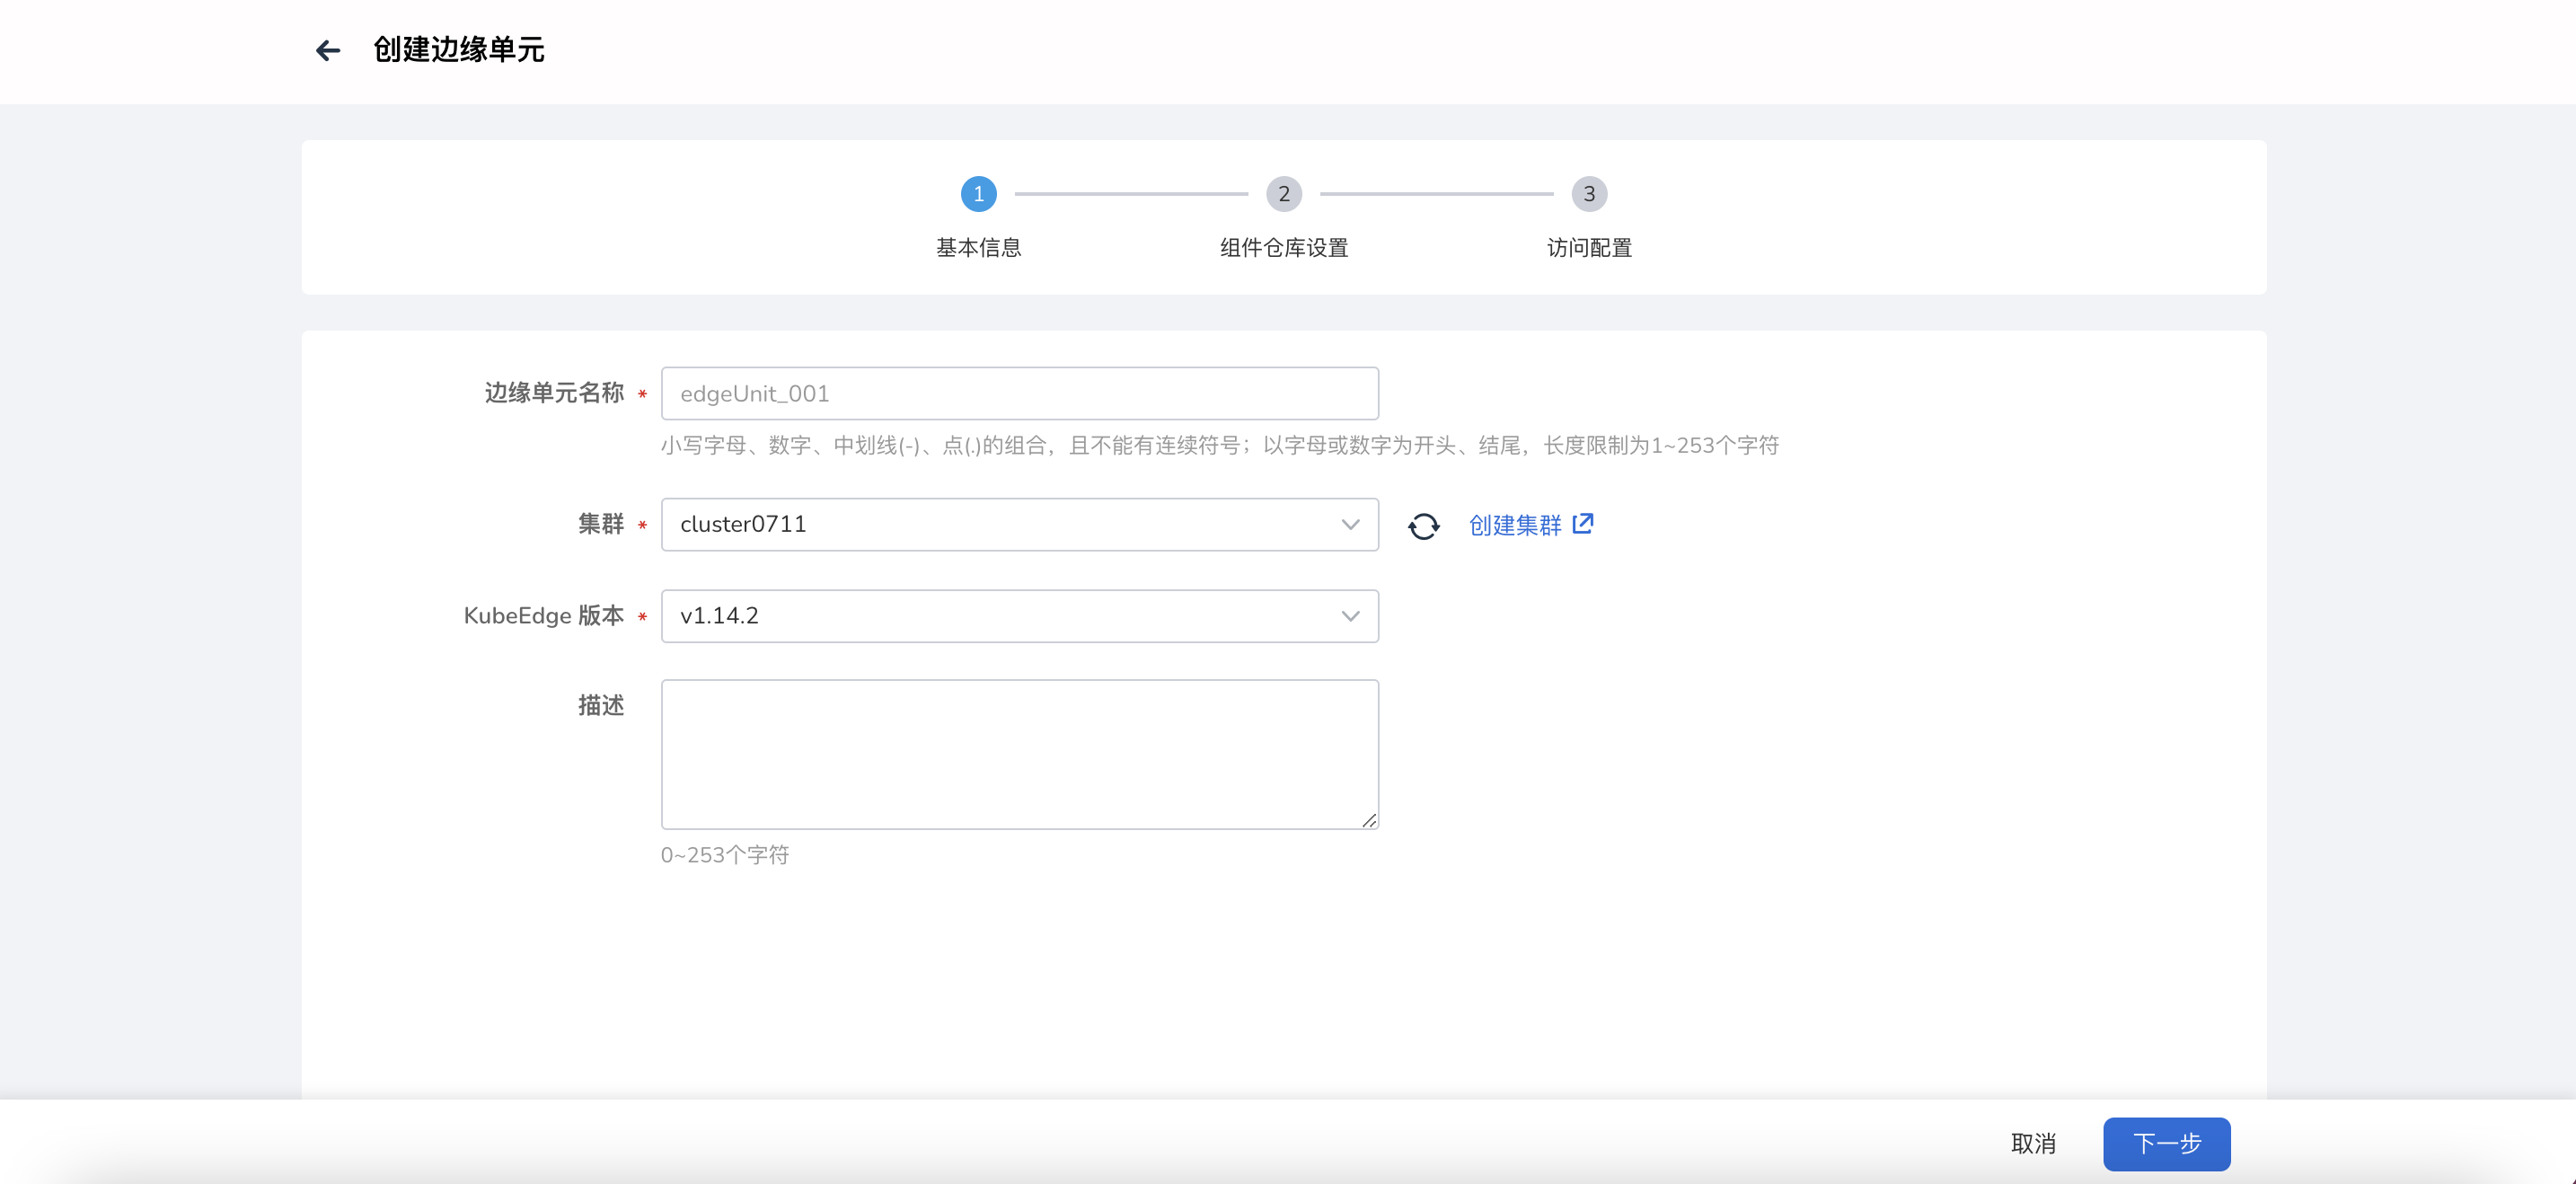 创建边缘单元
1
2
3
基本信息
组件仓库设置
访问配置
边缘单元名称 *
edgeUnit_001
小写字母、数字、中划线(-)、点(.)的组合，且不能有连续符号；以字母或数字为开头、结尾，长度限制为1~253个字符
集群 *
cluster0711
创建集群
KubeEdge 版本 *
v1.14.2
描述
0~253个字符
取消
下一步